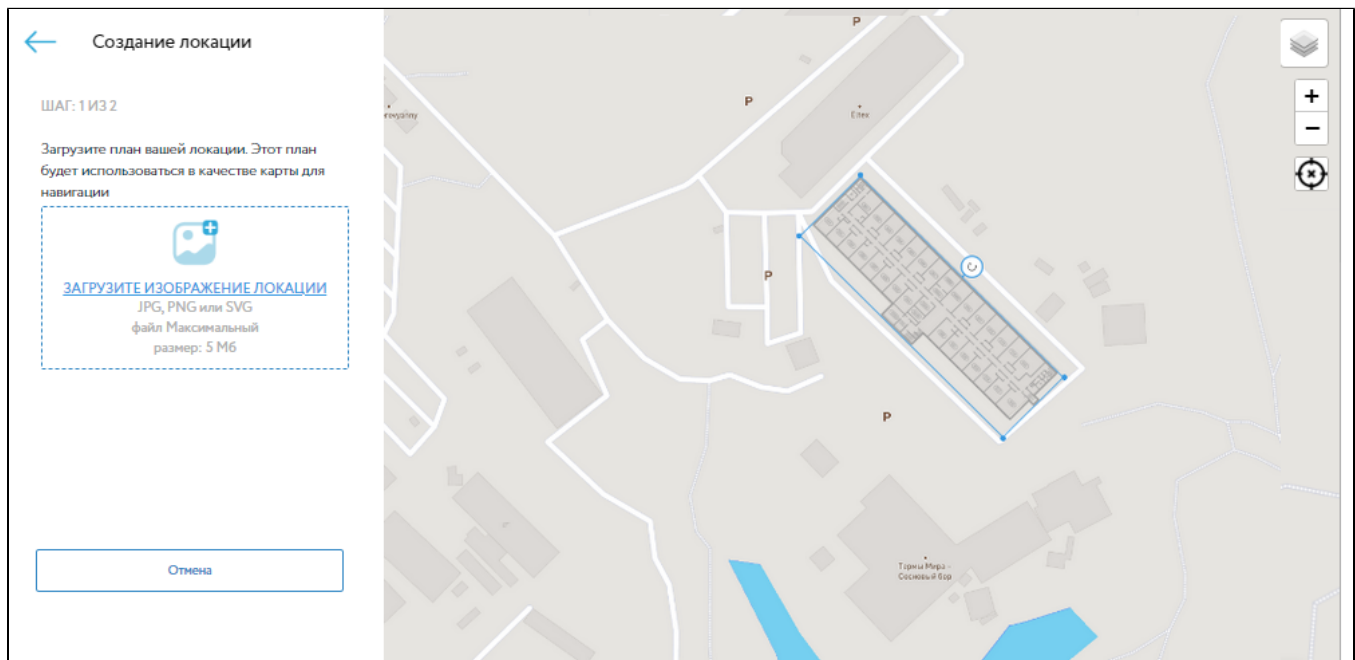 Создание локации
ШАГ: 1 ИЗ 2
Загрузите план вашей локации. Этот план
будет использоваться в качестве карты для
навигации
ЗАГРУЗИТЕ ИЗОБРАЖЕНИЕ ЛОКАЦИИ
JPG, PNG или SVG
файл Максимальный
размер: 5 Мб
Отмена
P
P
Eltex
P
P
Термы Мира –
Сосновый бор
+
−